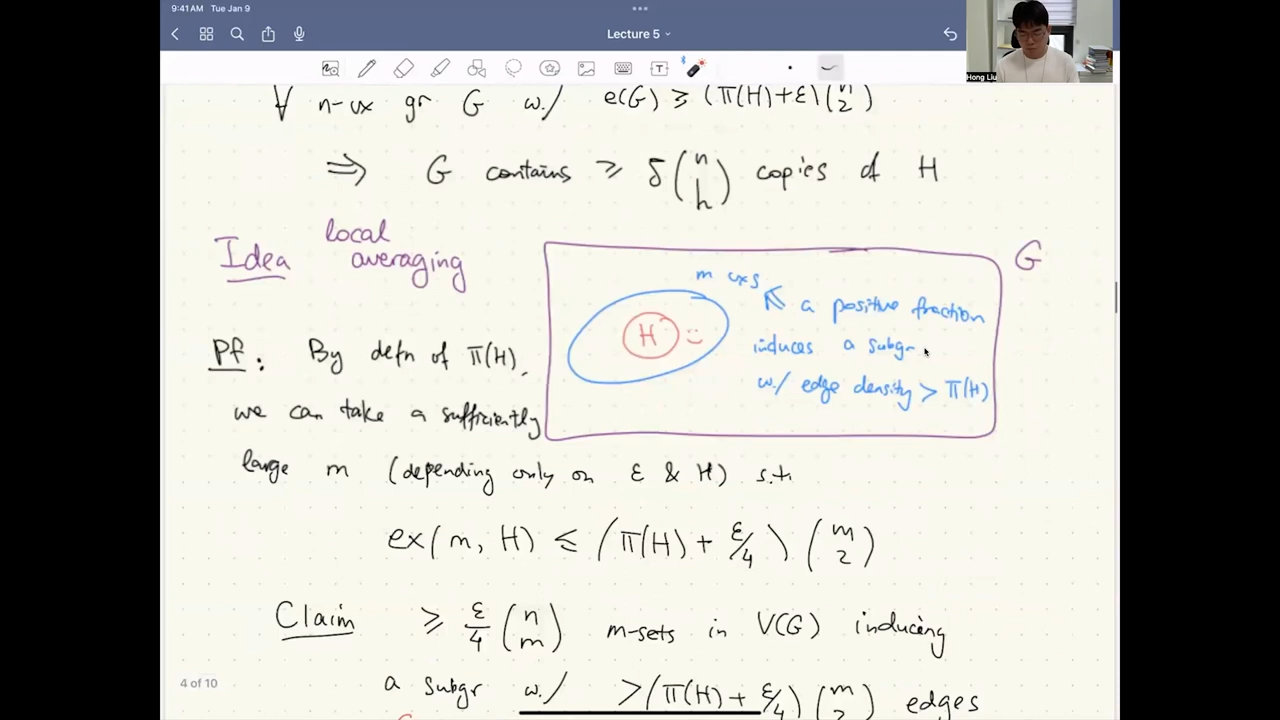 9:41 AM Tue Jan 9
Lecture 5
Hong Liu
∀ n-vx gr G w./ e(G) ≥ (π(H)+ε)(n 2)
⇒ G contains ≥ δ (n h) copies of H
Idea local averaging
G
m vxs ↖ a positive fraction
induces a subgr
w./ edge density > π(H)
H
Pf: By defn of π(H),
we can take a sufficiently
large m (depending only on ε & H) s.t.
ex(m, H) ≤ (π(H) + ε/4) (m 2)
Claim ≥ ε/4 (n m) m-sets in V(G) inducing
a subgr w./ >(π(H) + ε/4) (m 2) edges
4 of 10